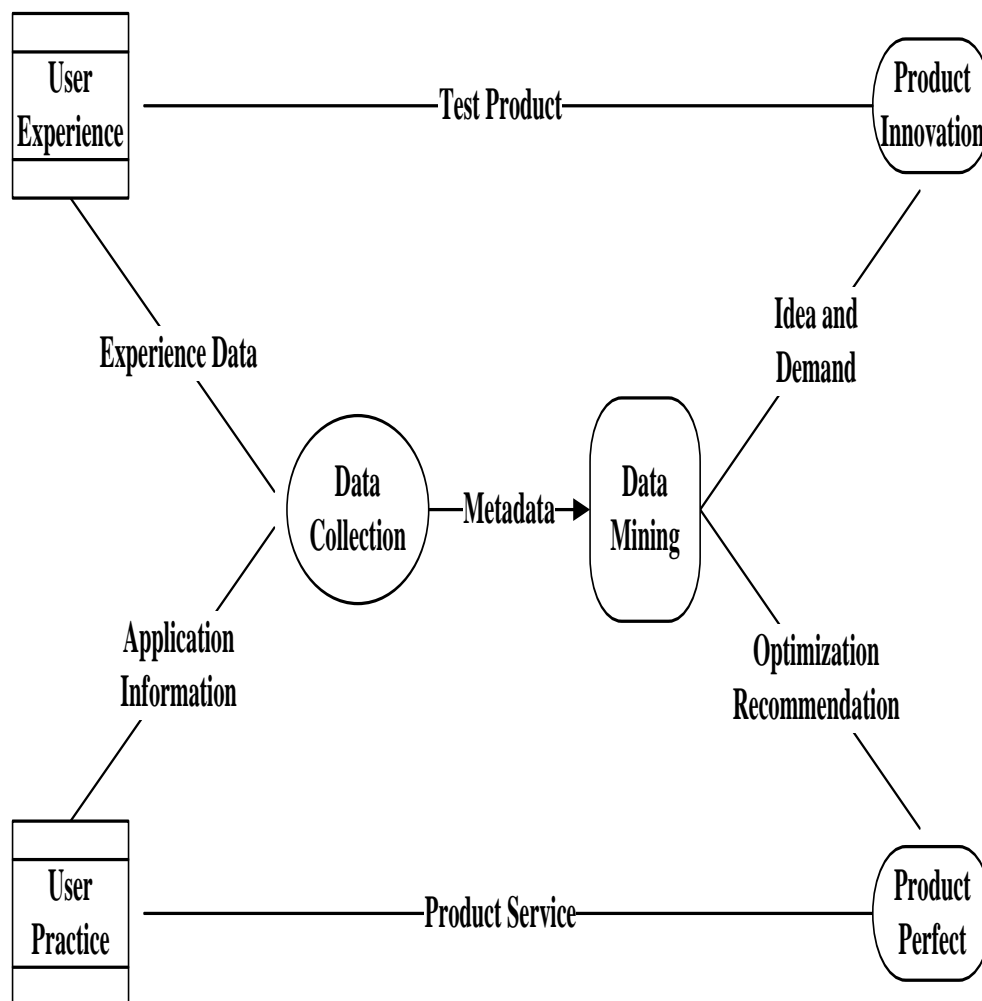 User
Experience
Test Product
Product
Innovation
Experience Data
Idea and
Demand
Data
Collection
Metadata
Data
Mining
Application
Information
Optimization
Recommendation
User
Practice
Product Service
Product
Perfect